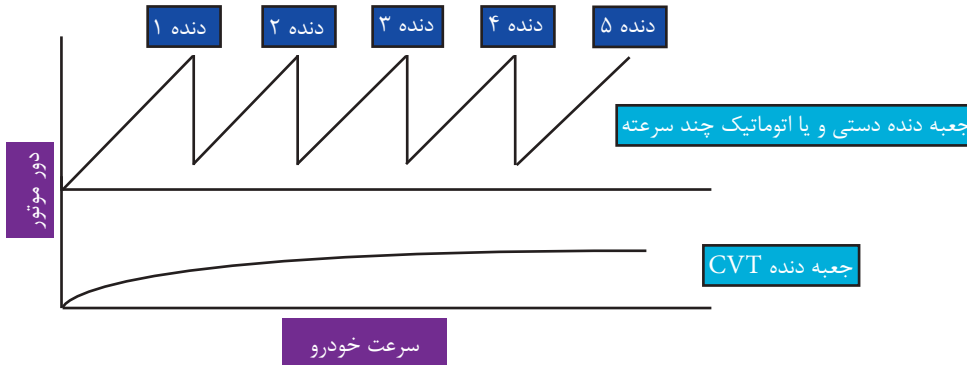 دنده ۱
دنده ۲
دنده ۳
دنده ۴
دنده ۵
جعبه دنده دستی و یا اتوماتیک چند سرعته
دور موتور
جعبه دنده CVT
سرعت خودرو